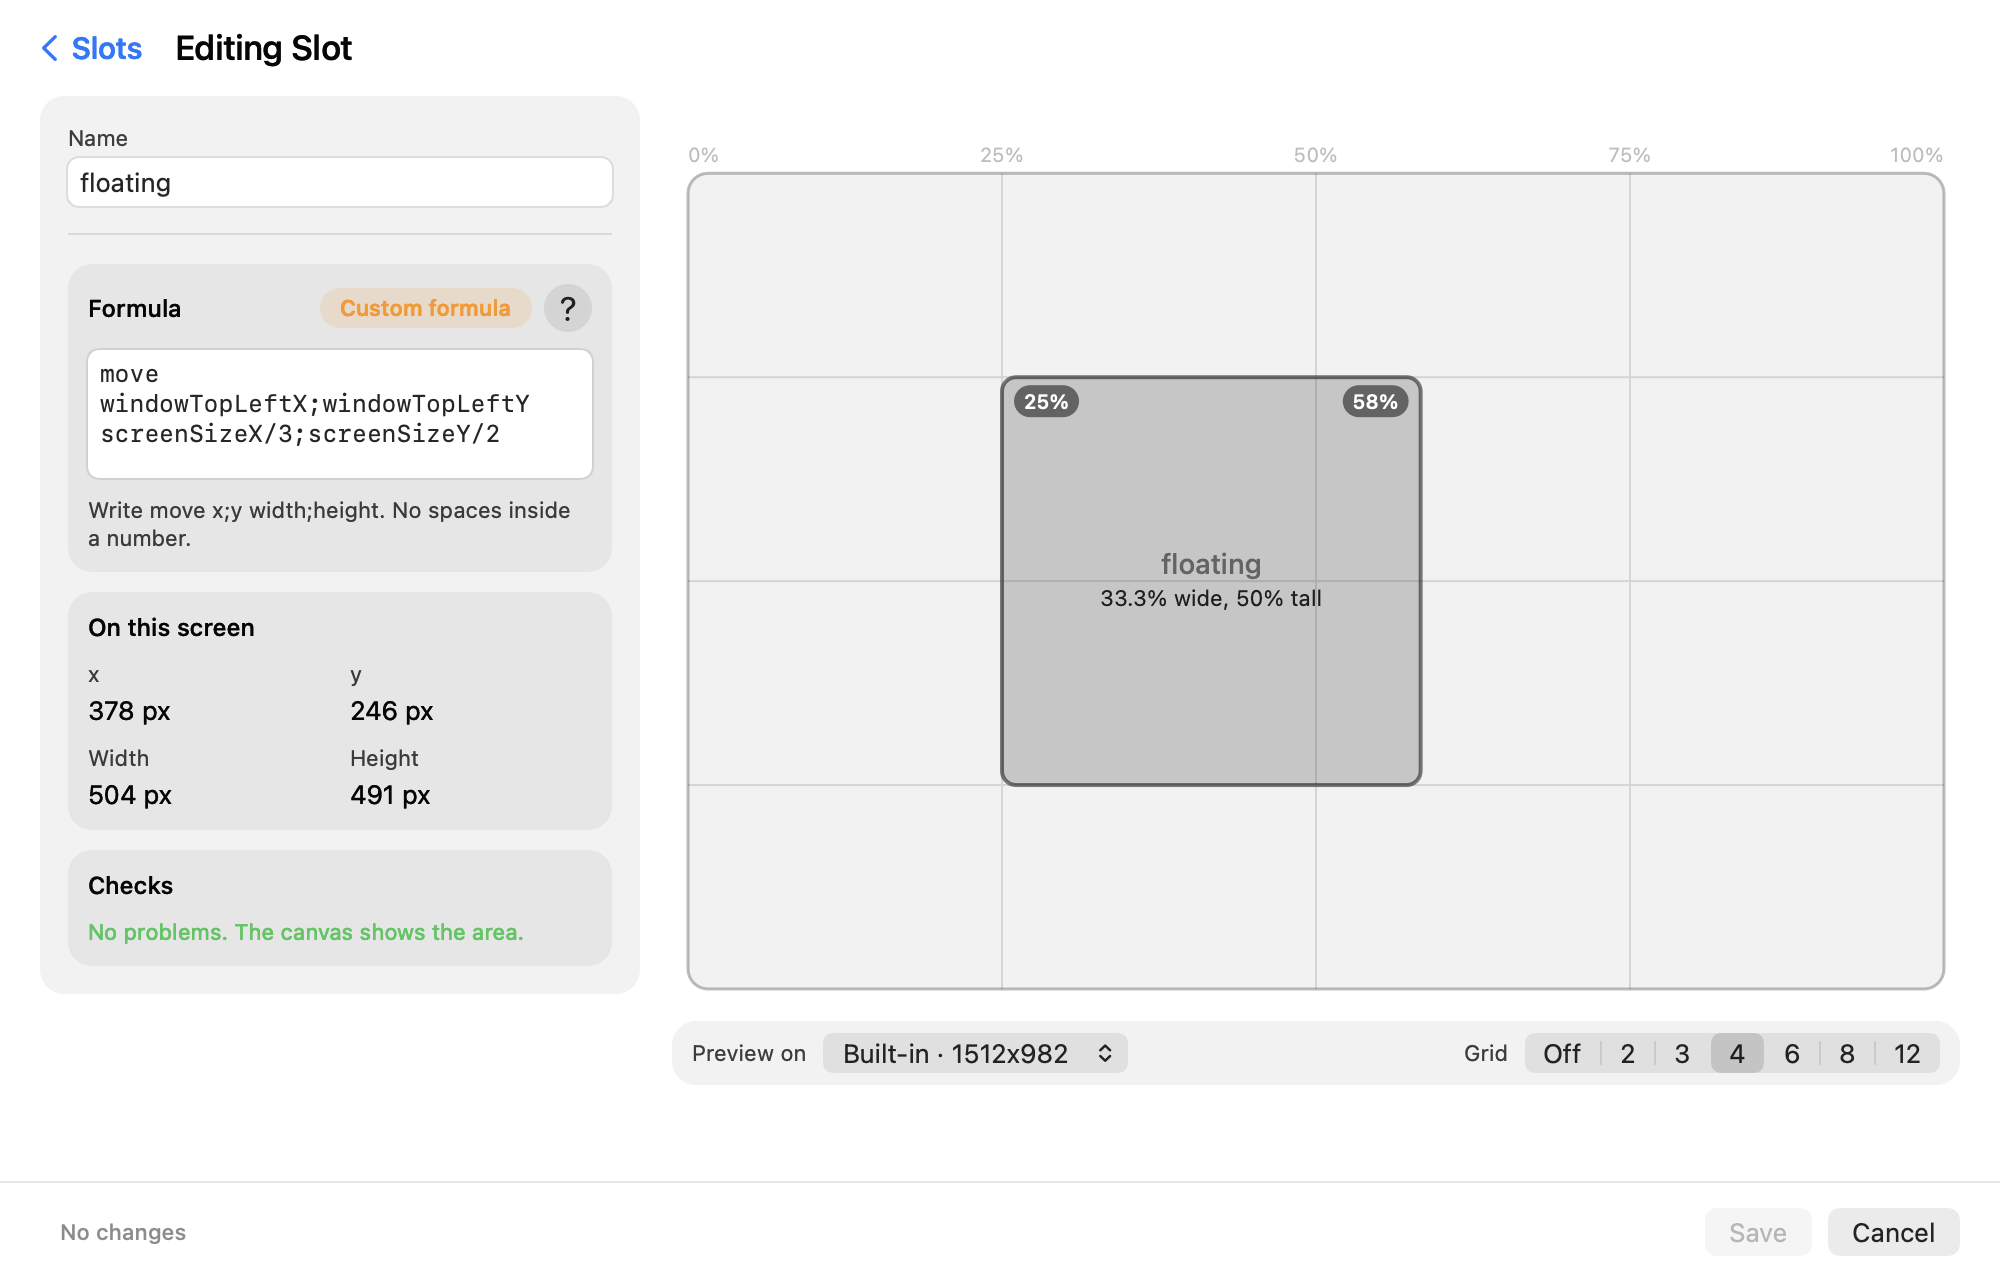 Slots
Editing Slot
Name
floating
Formula
Custom formula
?
move
windowTopLeftX;windowTopLeftY
screenSizeX/3;screenSizeY/2
Write move x;y width;height. No spaces inside
a number.
On this screen
x
y
378 px
246 px
Width
Height
504 px
491 px
Checks
No problems. The canvas shows the area.
0%
25%
50%
75%
100%
25%
58%
floating
33.3% wide, 50% tall
Preview on
Built-in · 1512x982
Grid
Off
2
3
4
6
8
12
No changes
Save
Cancel